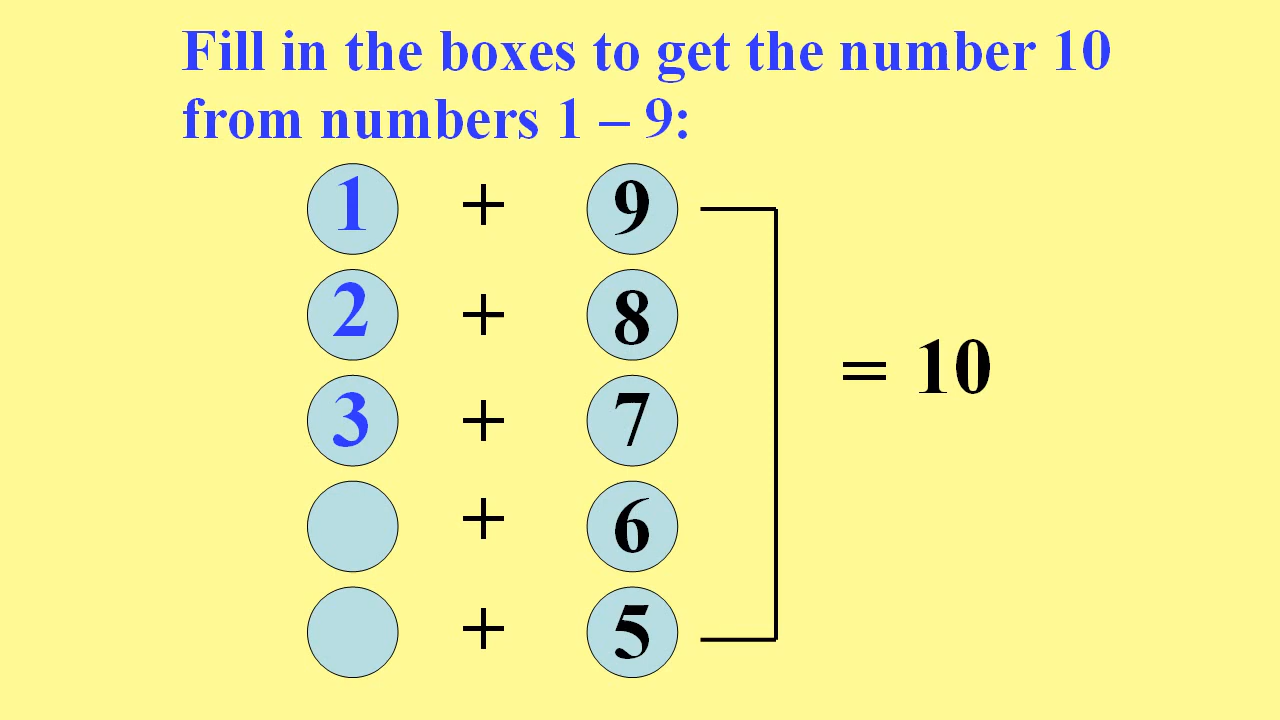 Fill in the boxes to get the number 10
from numbers 1 – 9:
1 + 9
2 + 8
3 + 7
= 10
+ 6
+ 5